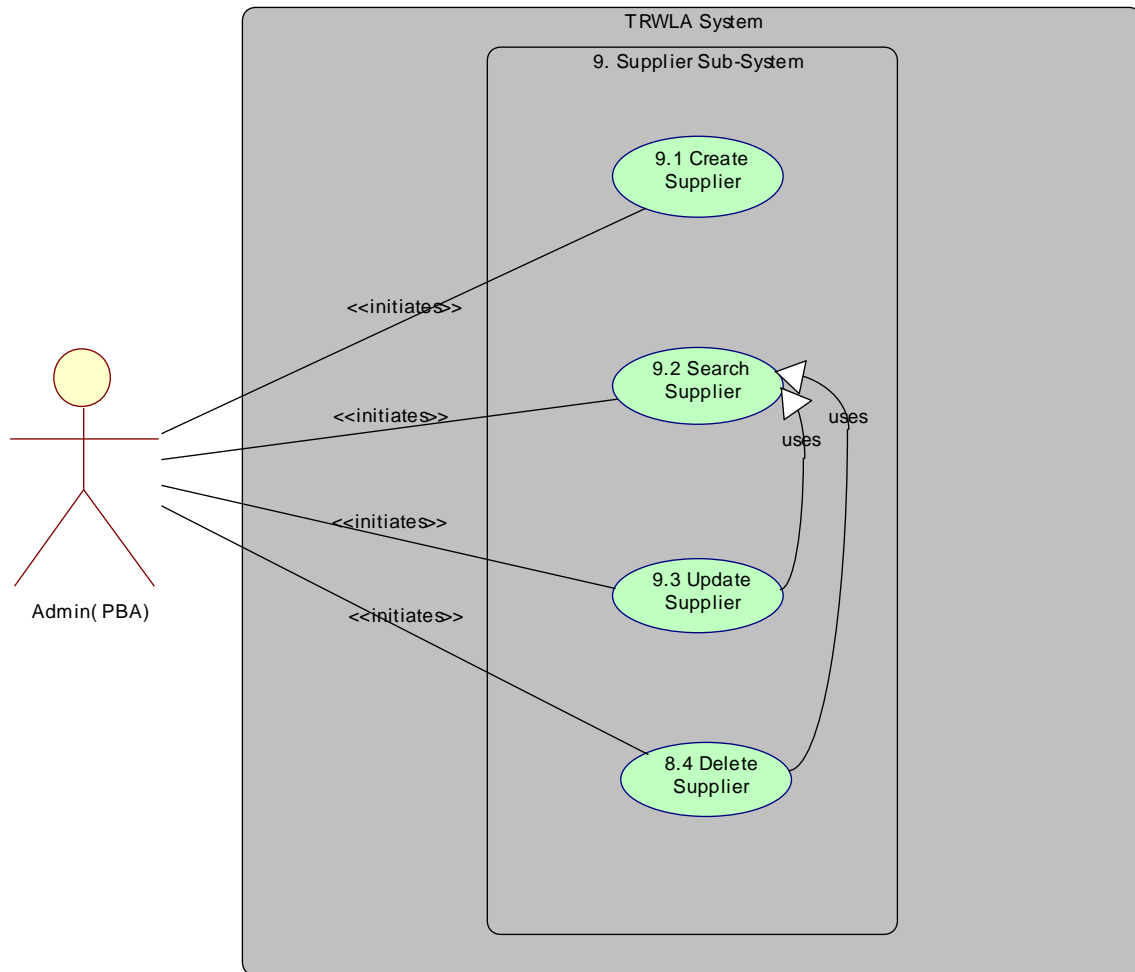 TRWLA System
9. Supplier Sub-System
9.1 Create
Supplier
<<initiates>>
9.2 Search
Supplier
<<initiates>>
uses
uses
<<initiates>>
9.3 Update
Supplier
Admin( PBA)
<<initiates>>
8.4 Delete
Supplier